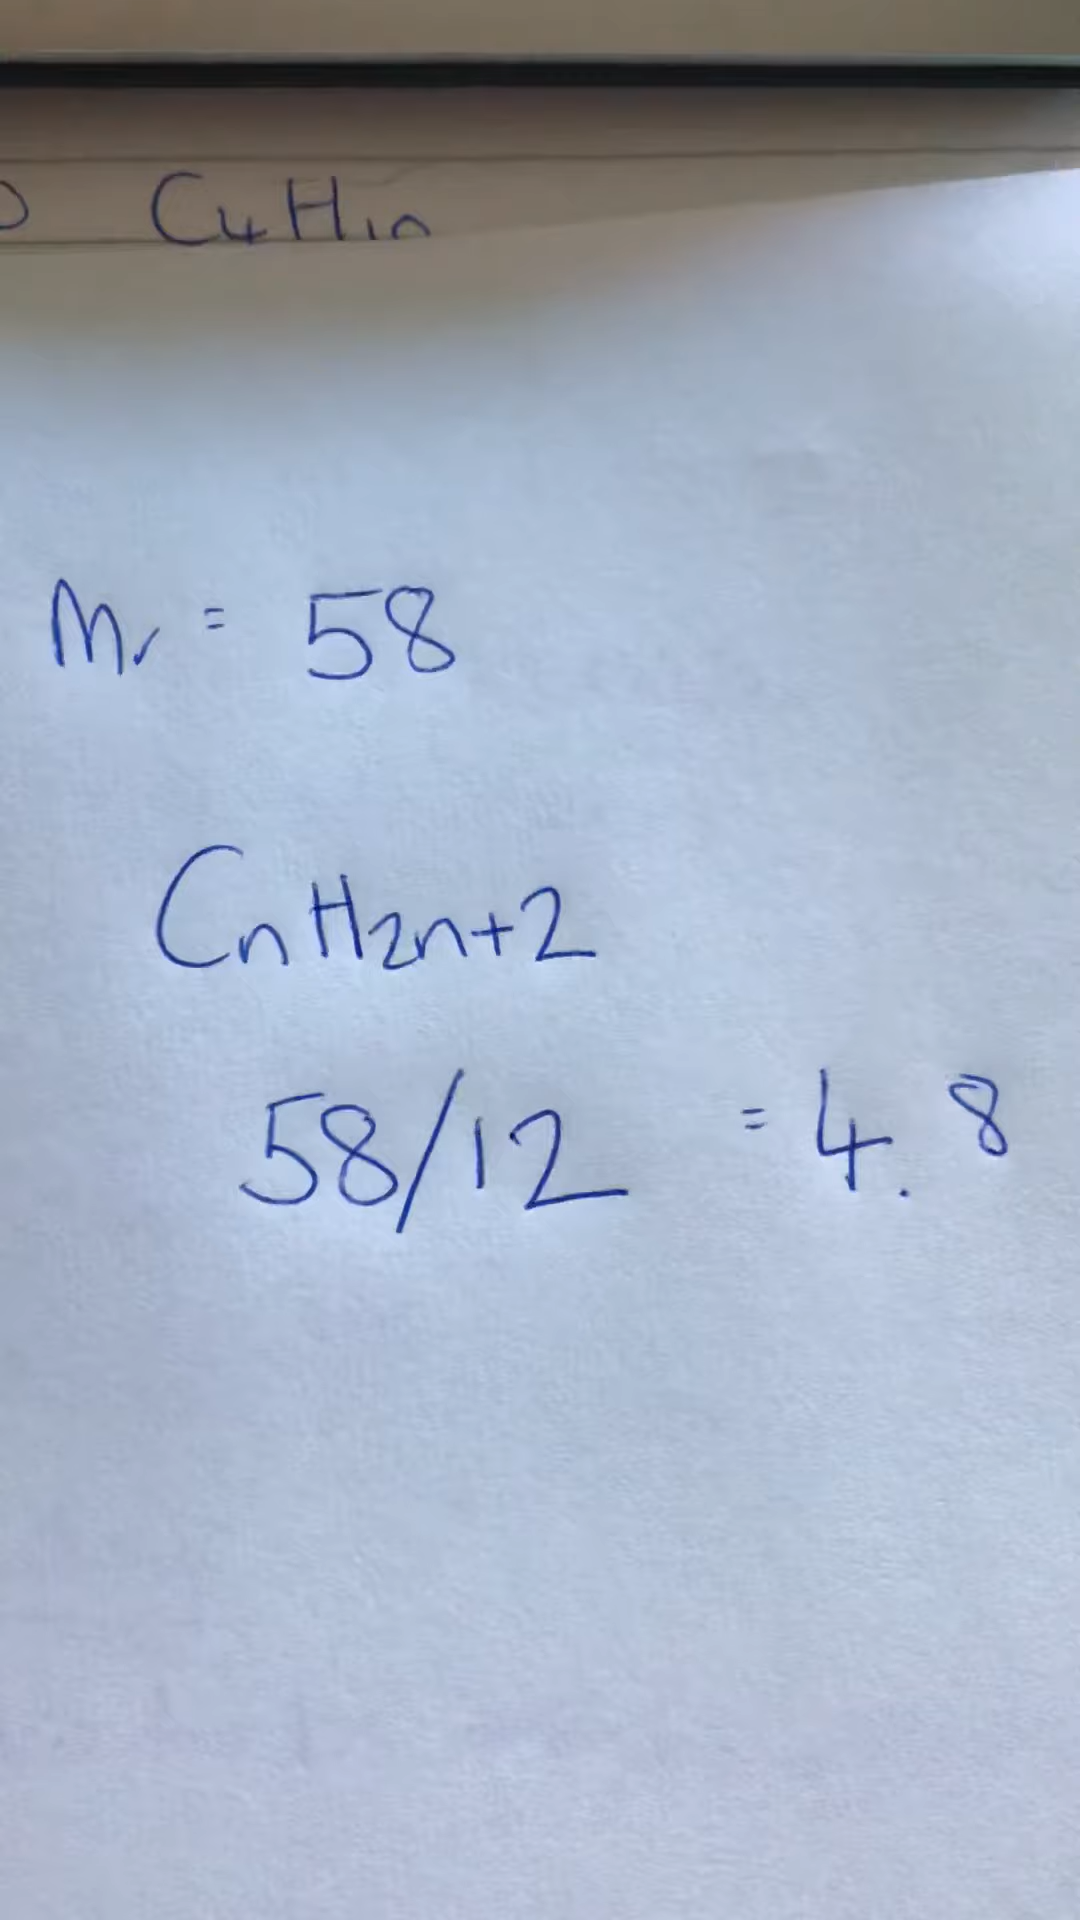 C4H10
Mr = 58
CnH2n+2
58/12 = 4.8